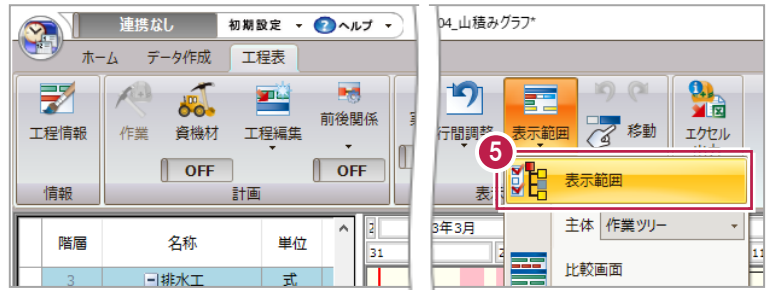 連携なし 初期設定 ヘルプ 04_山積みグラフ*
ホーム データ作成 工程表
工程情報 作業 資機材 工程編集 前後関係 行間調整 表示範囲 移動 エクセル
OFF OFF
情報 計画
5 表示範囲
階層 名称 単位 3年3月 主体 作業ツリー
31
3 排水工 式 比較画面